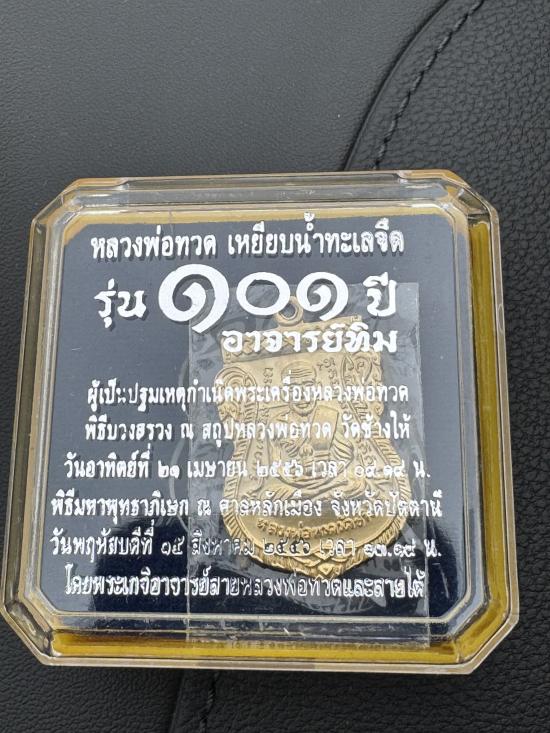 หลวงพ่อทวด เหยียบน้ำทะเลจืด
รุ่น ๑๐๑ ปี
อาจารย์ทิม
ผู้เป็นปฐมเหตุกำเนิดพระเครื่องหลวงพ่อทวด
พิธีบวงสรวง ณ สถูปหลวงพ่อทวด วัดช้างให้
วันอาทิตย์ที่ ๒๑ เมษายน ๒๕๕๖ เวลา ๐๙.๑๙ น.
พิธีมหาพุทธาภิเษก ณ ศาลหลักเมือง จังหวัดปัตตานี
วันพฤหัสบดีที่ ๑๕ สิงหาคม ๒๕๕๖ เวลา ๑๓.๑๙ น.
โดยพระเกจิอาจารย์สายหลวงพ่อทวดและสายใต้